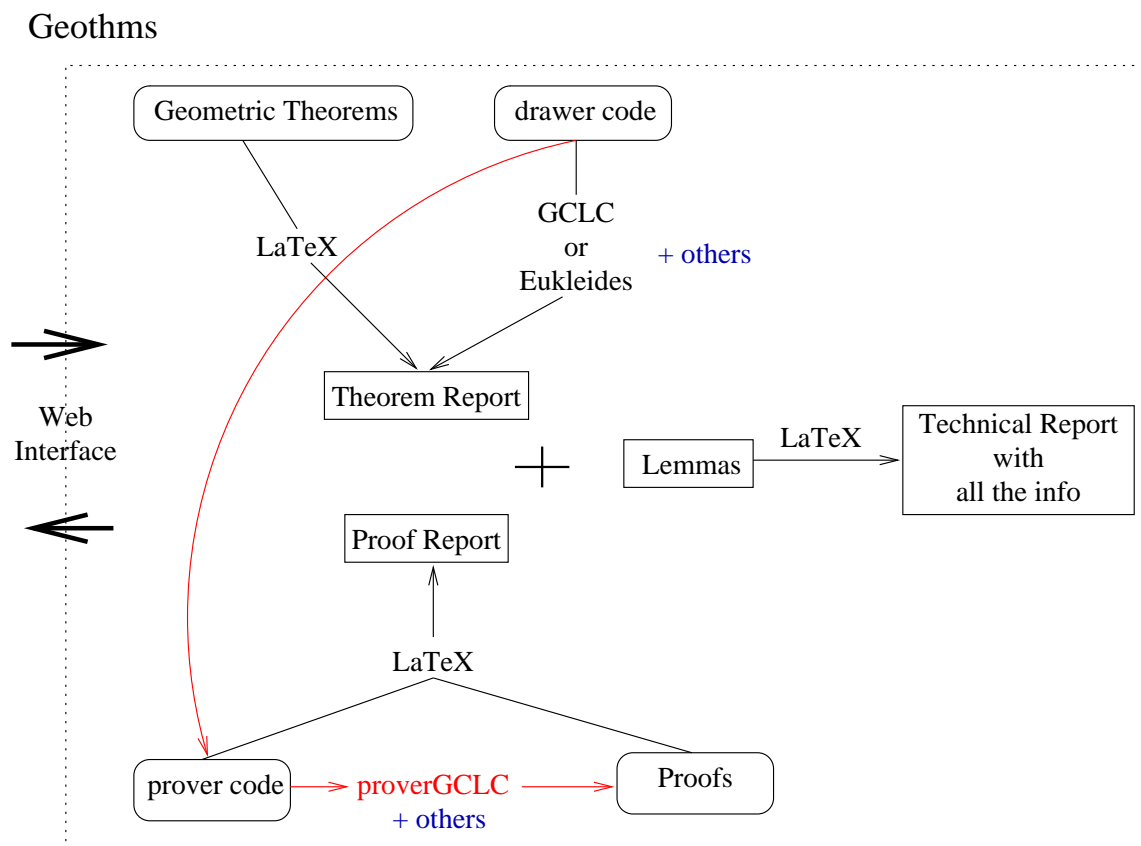 Geothms
Geometric Theorems
drawer code
GCLC
or
Eukleides
+ others
LaTeX
Theorem Report
Web
Interface
Lemmas
LaTeX
Technical Report
with
all the info
Proof Report
LaTeX
prover code
proverGCLC
+ others
Proofs